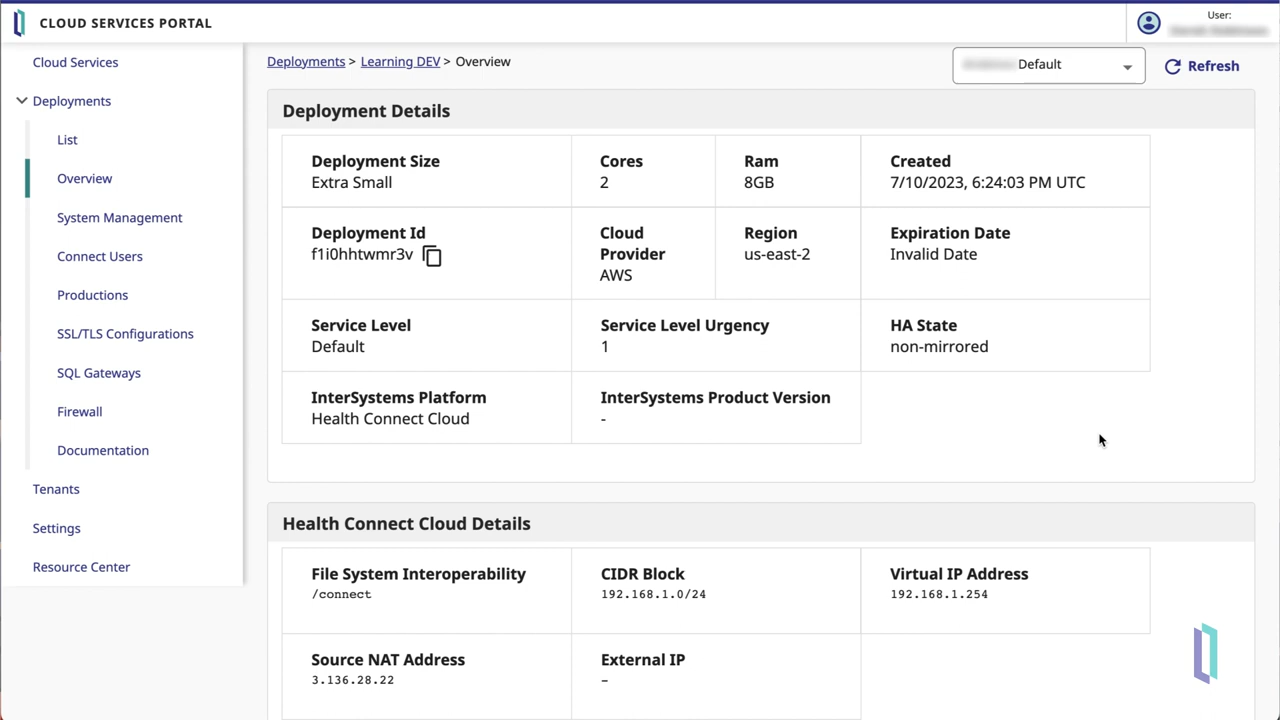 CLOUD SERVICES PORTAL
User:
Cloud Services
Deployments
List
Overview
System Management
Connect Users
Productions
SSL/TLS Configurations
SQL Gateways
Firewall
Documentation
Tenants
Settings
Resource Center
Deployments > Learning DEV > Overview
Default
Refresh
Deployment Details
Deployment Size
Extra Small
Cores
2
Ram
8GB
Created
7/10/2023, 6:24:03 PM UTC
Deployment Id
f1i0hhtwmr3v
Cloud
Provider
AWS
Region
us-east-2
Expiration Date
Invalid Date
Service Level
Default
Service Level Urgency
1
HA State
non-mirrored
InterSystems Platform
Health Connect Cloud
InterSystems Product Version
-
Health Connect Cloud Details
File System Interoperability
/connect
CIDR Block
192.168.1.0/24
Virtual IP Address
192.168.1.254
Source NAT Address
3.136.28.22
External IP
–